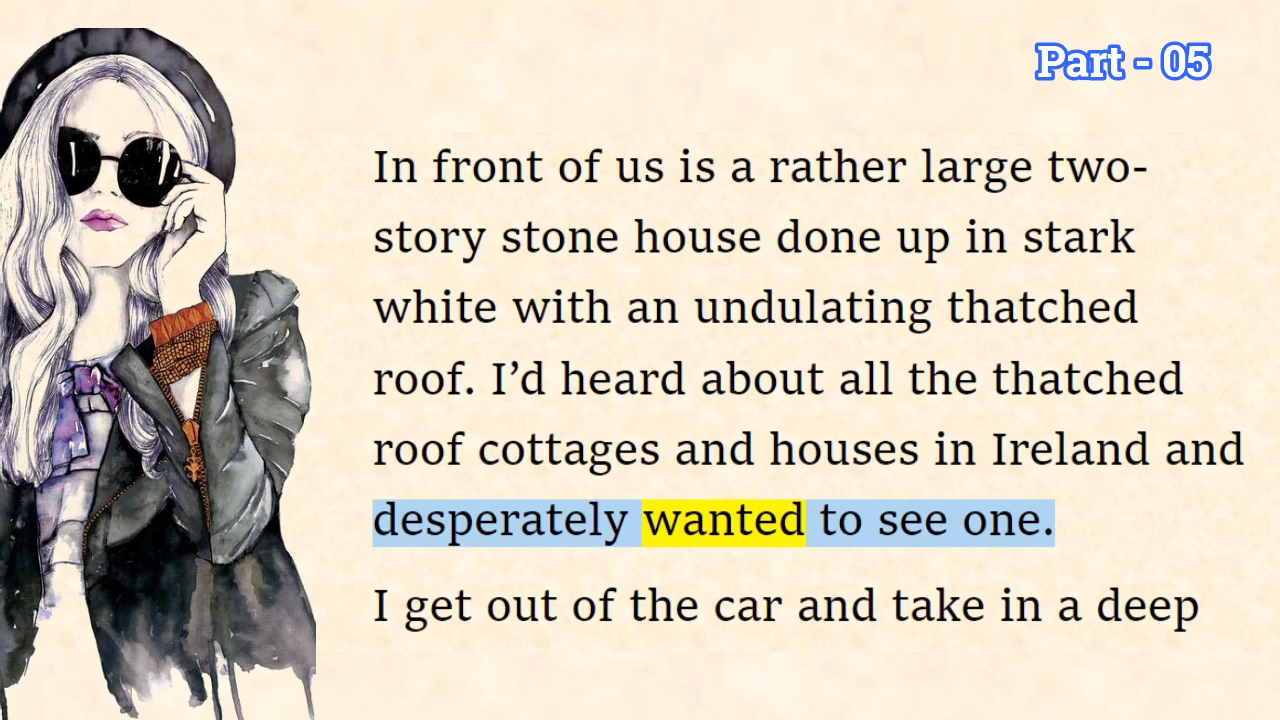 Part - 05
In front of us is a rather large two-
story stone house done up in stark
white with an undulating thatched
roof. I’d heard about all the thatched
roof cottages and houses in Ireland and
desperately wanted to see one.
I get out of the car and take in a deep